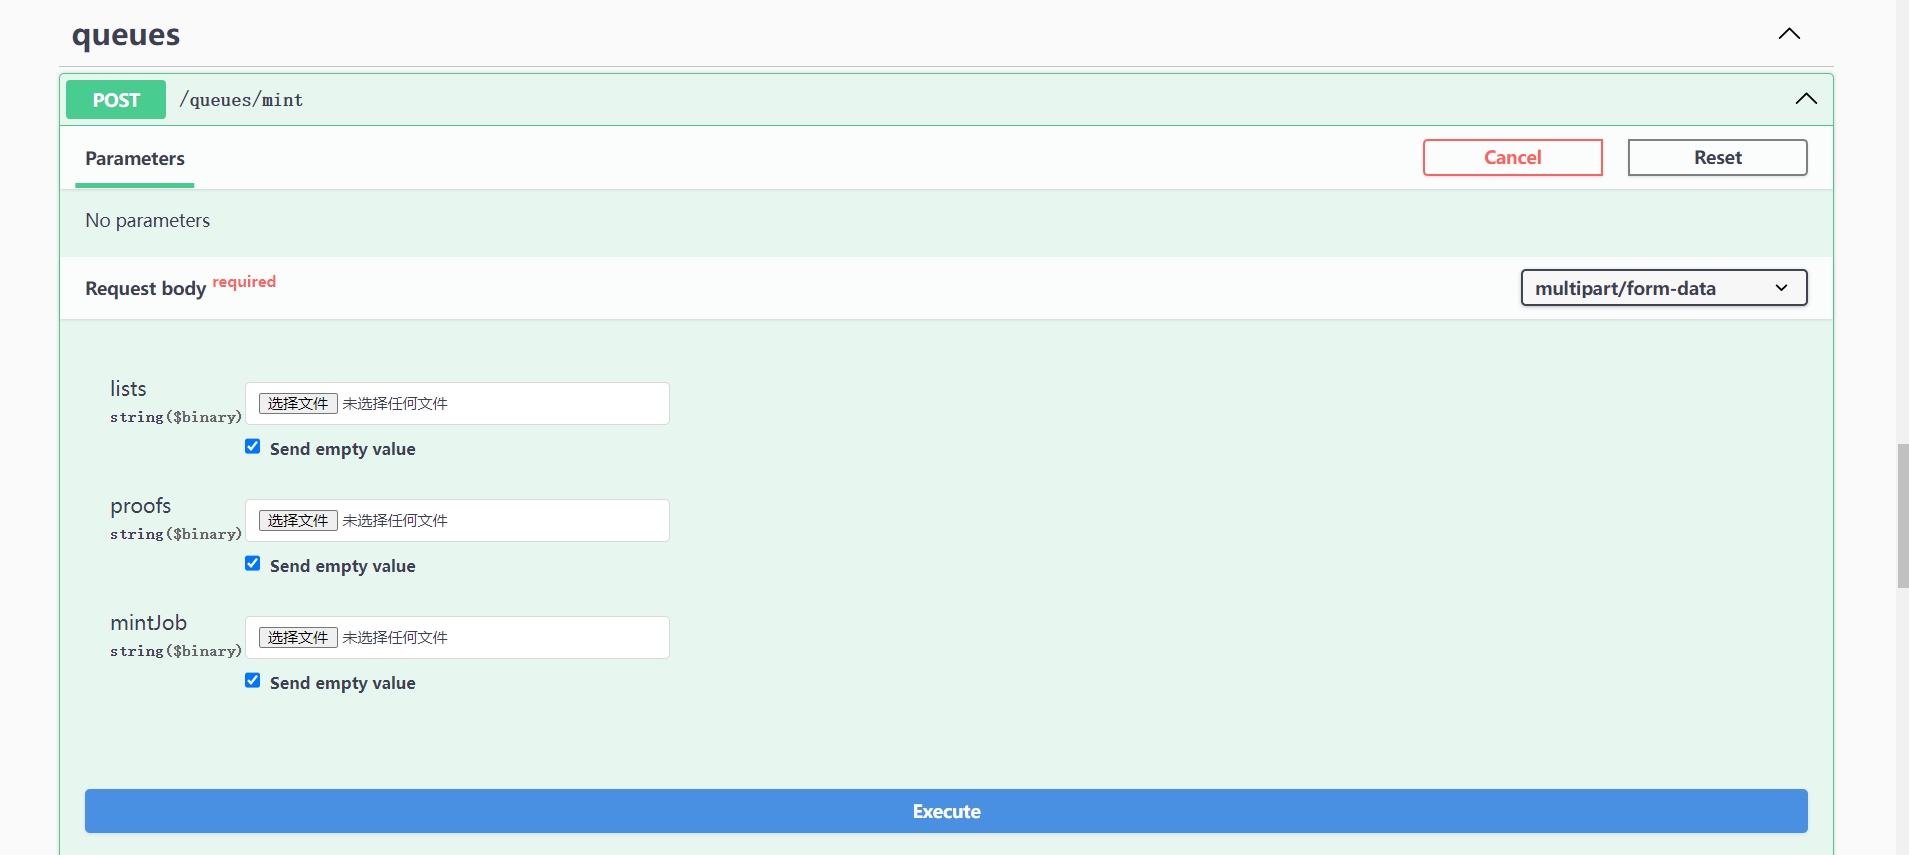 queues
POST /queues/mint
Parameters
Cancel
Reset
No parameters
Request body required
multipart/form-data
lists
string($binary)
选择文件 未选择任何文件
Send empty value
proofs
string($binary)
选择文件 未选择任何文件
Send empty value
mintJob
string($binary)
选择文件 未选择任何文件
Send empty value
Execute